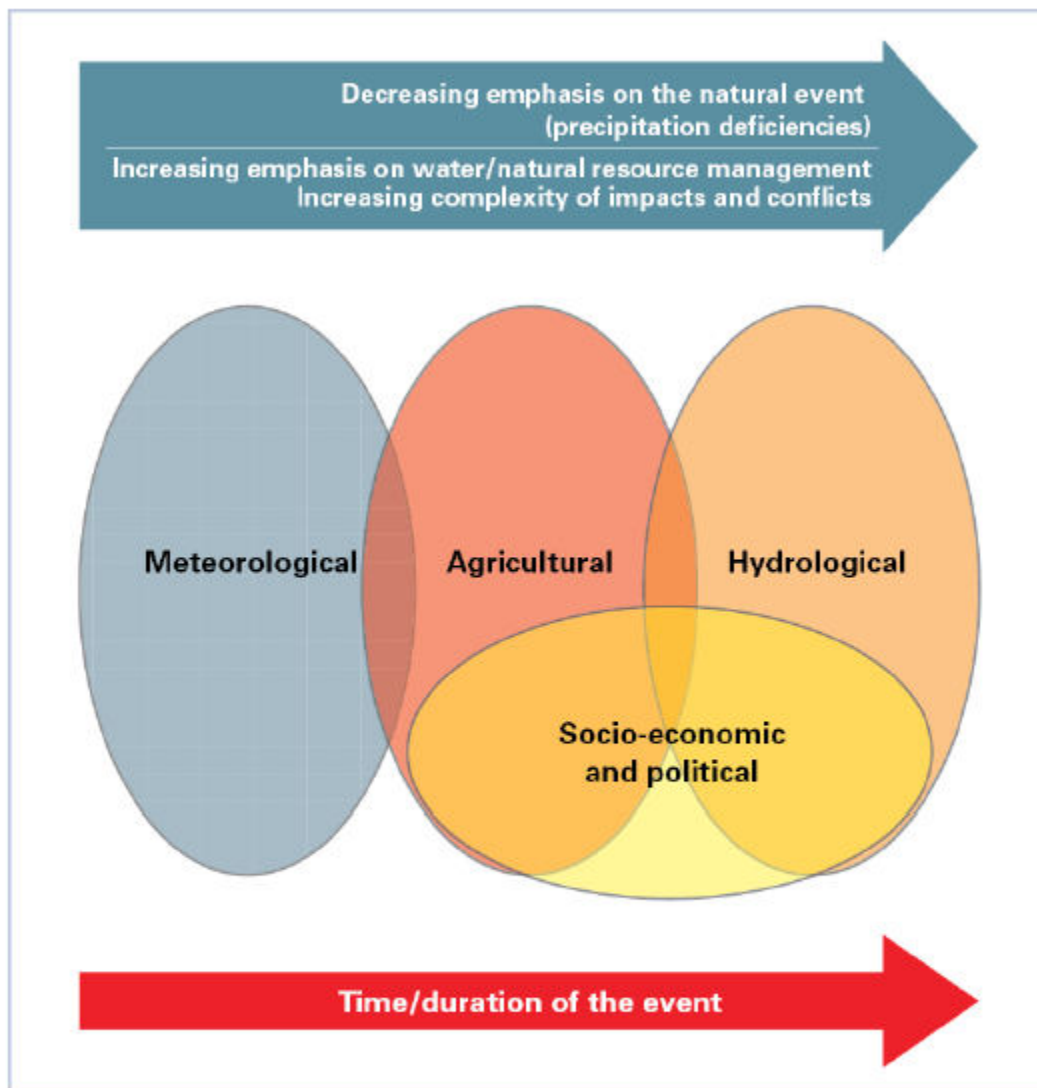 Decreasing emphasis on the natural event
(precipitation deficiencies)
Increasing emphasis on water/natural resource management
Increasing complexity of impacts and conflicts
Meteorological
Agricultural
Hydrological
Socio-economic
and political
Time/duration of the event